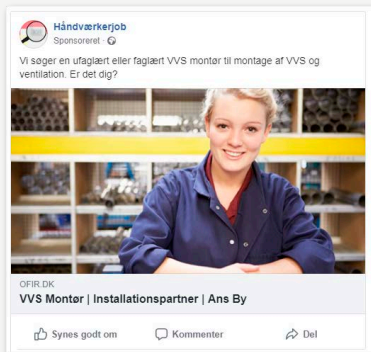 Håndværkerjob
Sponsoreret ·
Vi søger en ufaglært eller faglært VVS montør til montage af VVS og
ventilation. Er det dig?
OFIR.DK
VVS Montør | Installationspartner | Ans By
Synes godt om Kommenter Del